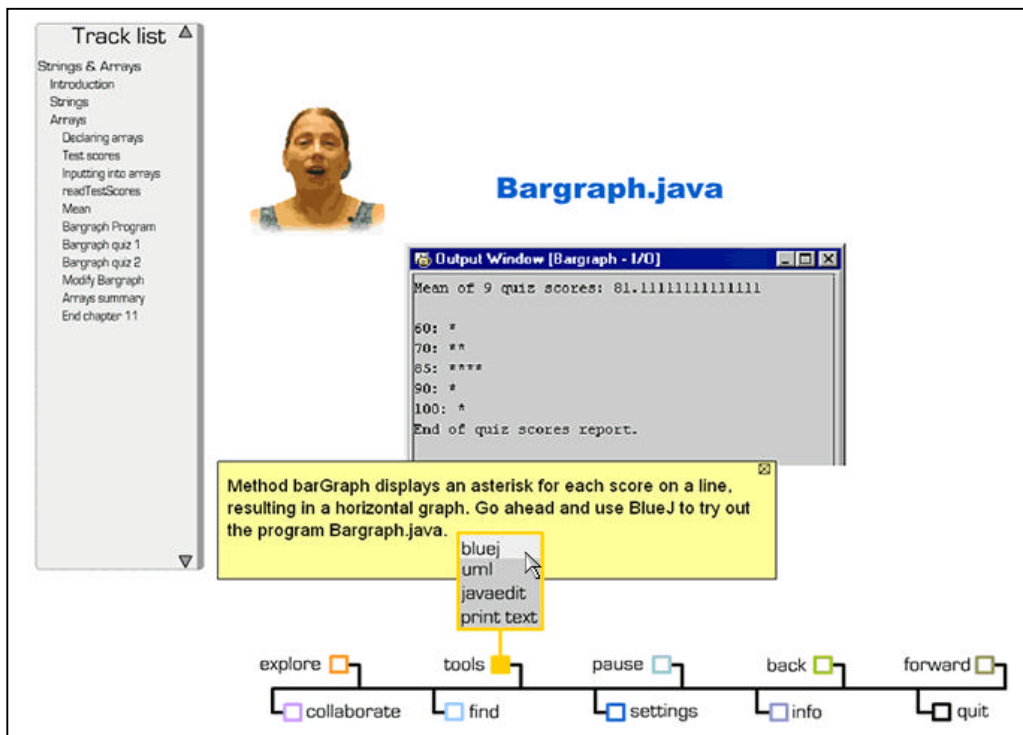 Track list
Strings & Arrays
Introduction
Strings
Arrays
Declaring arrays
Test scores
Inputting into arrays
readTestScores
Mean
Bargraph Program
Bargraph quiz 1
Bargraph quiz 2
Modify Bargraph
Arrays summary
End chapter 11
Bargraph.java
Output Window [Bargraph - I/O]
Mean of 9 quiz scores: 81.11111111111111
60: *
70: **
85: ****
90: *
100: *
End of quiz scores report.
Method barGraph displays an asterisk for each score on a line,
resulting in a horizontal graph. Go ahead and use BlueJ to try out
the program Bargraph.java.
bluej
uml
javaedit
print text
explore tools pause back forward
collaborate find settings info quit